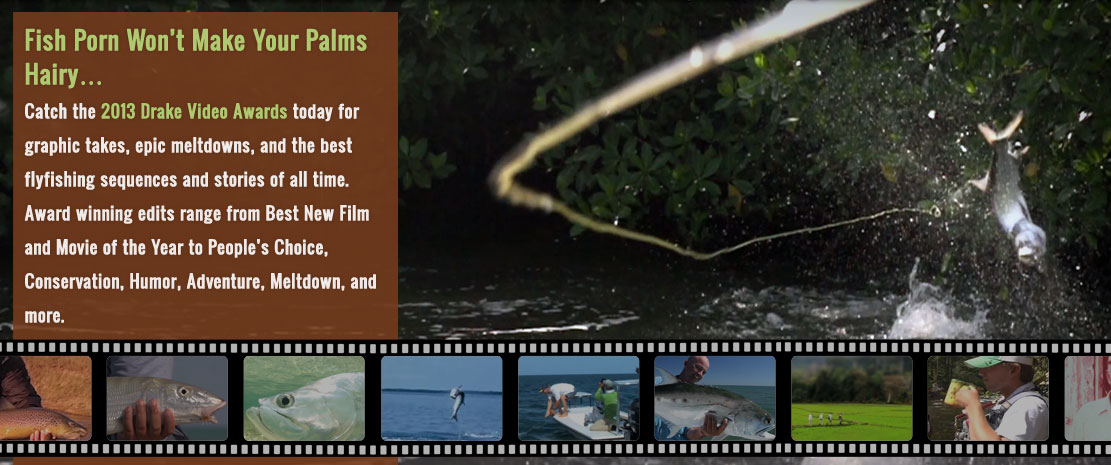 Fish Porn Won't Make Your Palms
Hairy...
Catch the 2013 Drake Video Awards today for
graphic takes, epic meltdowns, and the best
flyfishing sequences and stories of all time.
Award winning edits range from Best New Film
and Movie of the Year to People's Choice,
Conservation, Humor, Adventure, Meltdown, and
more.